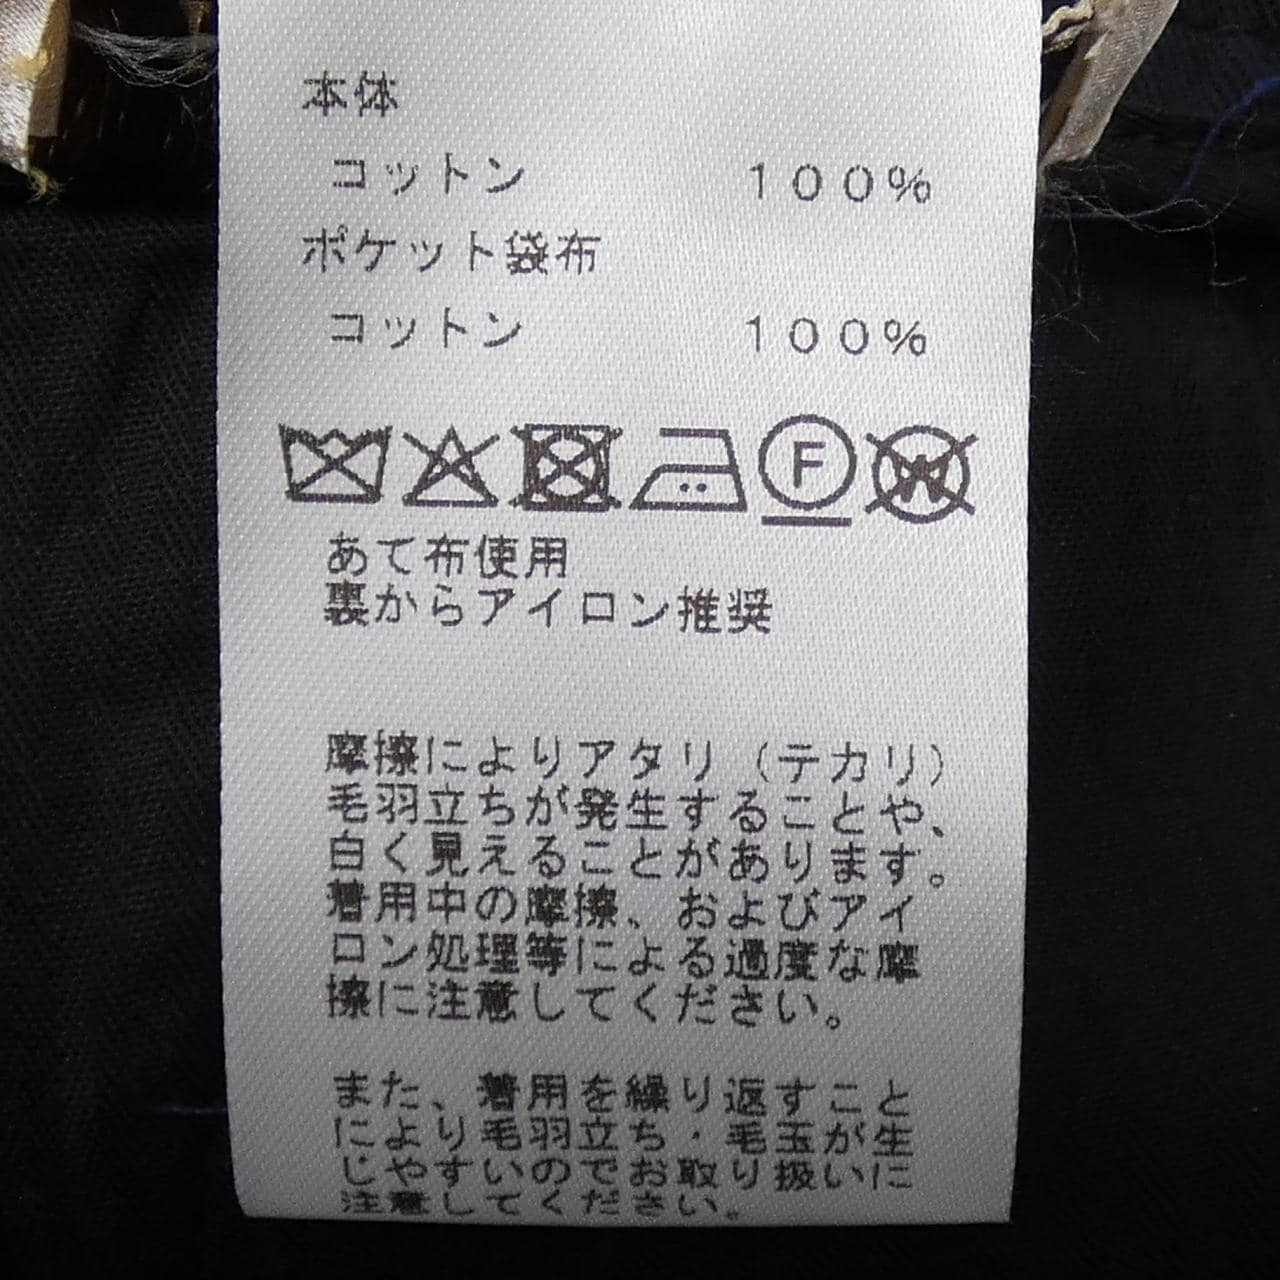 本体
コットン 100%
ポケット袋布
コットン 100%
F W
あて布使用
裏からアイロン推奨
摩擦によりアタリ（テカリ）
毛羽立ちが発生することや、
白く見えることがあります。
着用中の摩擦、およびアイ
ロン処理等による過度な摩
擦に注意してください。
また、着用を繰り返すこと
により毛羽立ち・毛玉が生
じやすいのでお取り扱いに
注意してください。